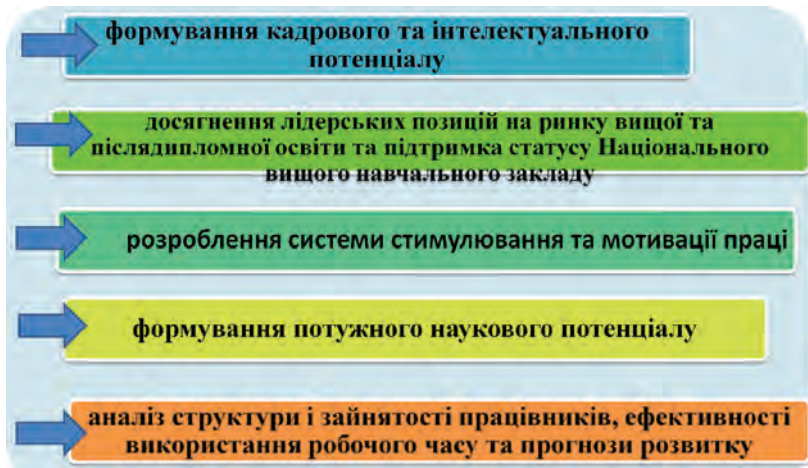 формування кадрового та інтелектуального
потенціалу
досягнення лідерських позицій на ринку вищої та
післядипломної освіти та підтримка статусу Національного
вищого навчального закладу
розроблення системи стимулювання та мотивації праці
формування потужного наукового потенціалу
аналіз структури і зайнятості працівників, ефективності
використання робочого часу та прогнози розвитку